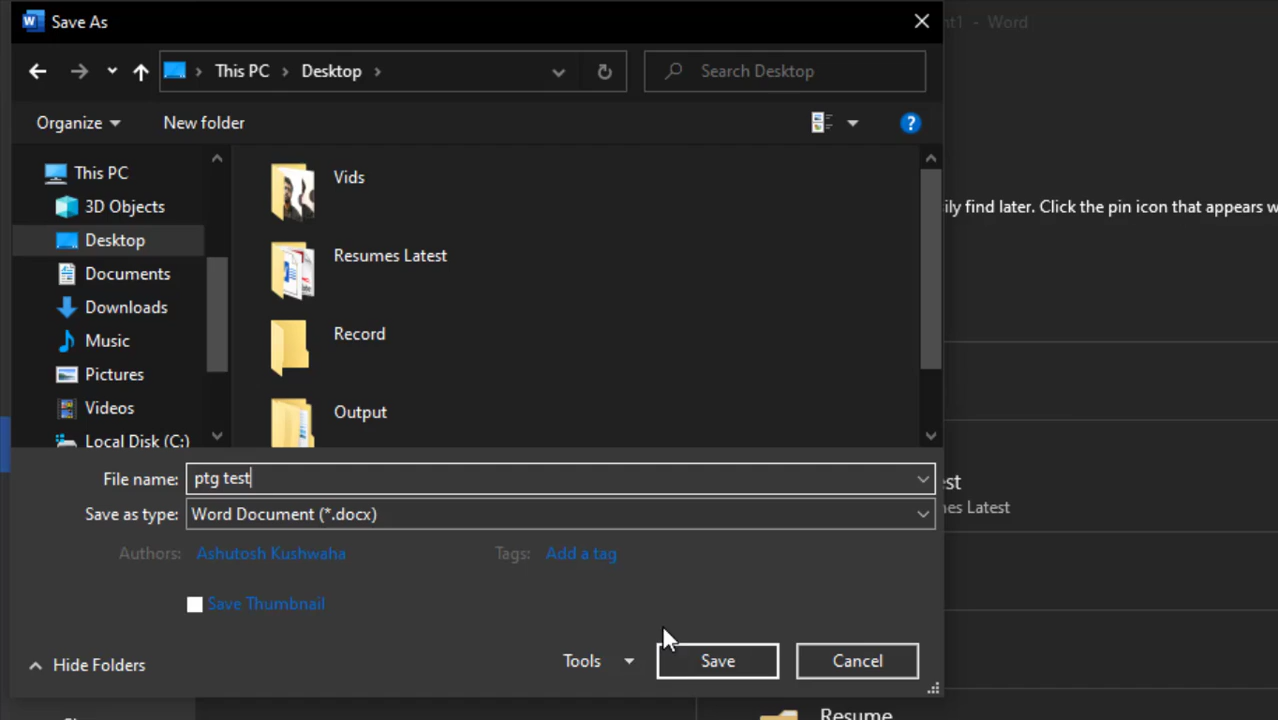 Save As
nt1 - Word
This PC > Desktop >
Search Desktop
Organize
New folder
This PC
3D Objects
Desktop
Documents
Downloads
Music
Pictures
Videos
Local Disk (C:)
Vids
Resumes Latest
Record
Output
ily find later. Click the pin icon that appears w
File name: ptg test
Save as type: Word Document (*.docx)
Authors: Ashutosh Kushwaha
Tags: Add a tag
Save Thumbnail
Hide Folders
Tools
Save
Cancel
est
nes Latest
Resume